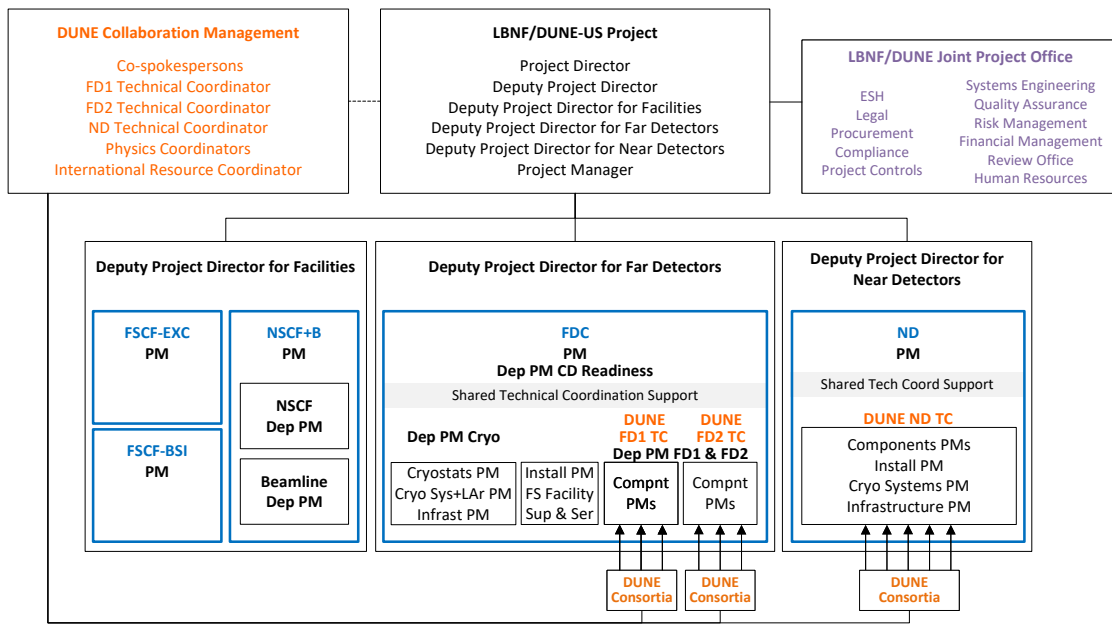 DUNE Collaboration Management
Co-spokespersons
FD1 Technical Coordinator
FD2 Technical Coordinator
ND Technical Coordinator
Physics Coordinators
International Resource Coordinator
LBNF/DUNE-US Project
Project Director
Deputy Project Director
Deputy Project Director for Facilities
Deputy Project Director for Far Detectors
Deputy Project Director for Near Detectors
Project Manager
LBNF/DUNE Joint Project Office
ESH
Legal
Procurement
Compliance
Project Controls
Systems Engineering
Quality Assurance
Risk Management
Financial Management
Review Office
Human Resources
Deputy Project Director for Facilities
FSCF-EXC
PM
FSCF-BSI
PM
NSCF+B
PM
NSCF
Dep PM
Beamline
Dep PM
Deputy Project Director for Far Detectors
FDC
PM
Dep PM CD Readiness
Shared Technical Coordination Support
Dep PM Cryo
DUNE
FD1 TC
DUNE
FD2 TC
Dep PM FD1 & FD2
Cryostats PM
Cryo Sys+LAr PM
Infrast PM
Install PM
FS Facility
Sup & Ser
Compnt
PMs
Compnt
PMs
DUNE
Consortia
DUNE
Consortia
Deputy Project Director for
Near Detectors
ND
PM
Shared Tech Coord Support
DUNE ND TC
Components PMs
Install PM
Cryo Systems PM
Infrastructure PM
DUNE
Consortia